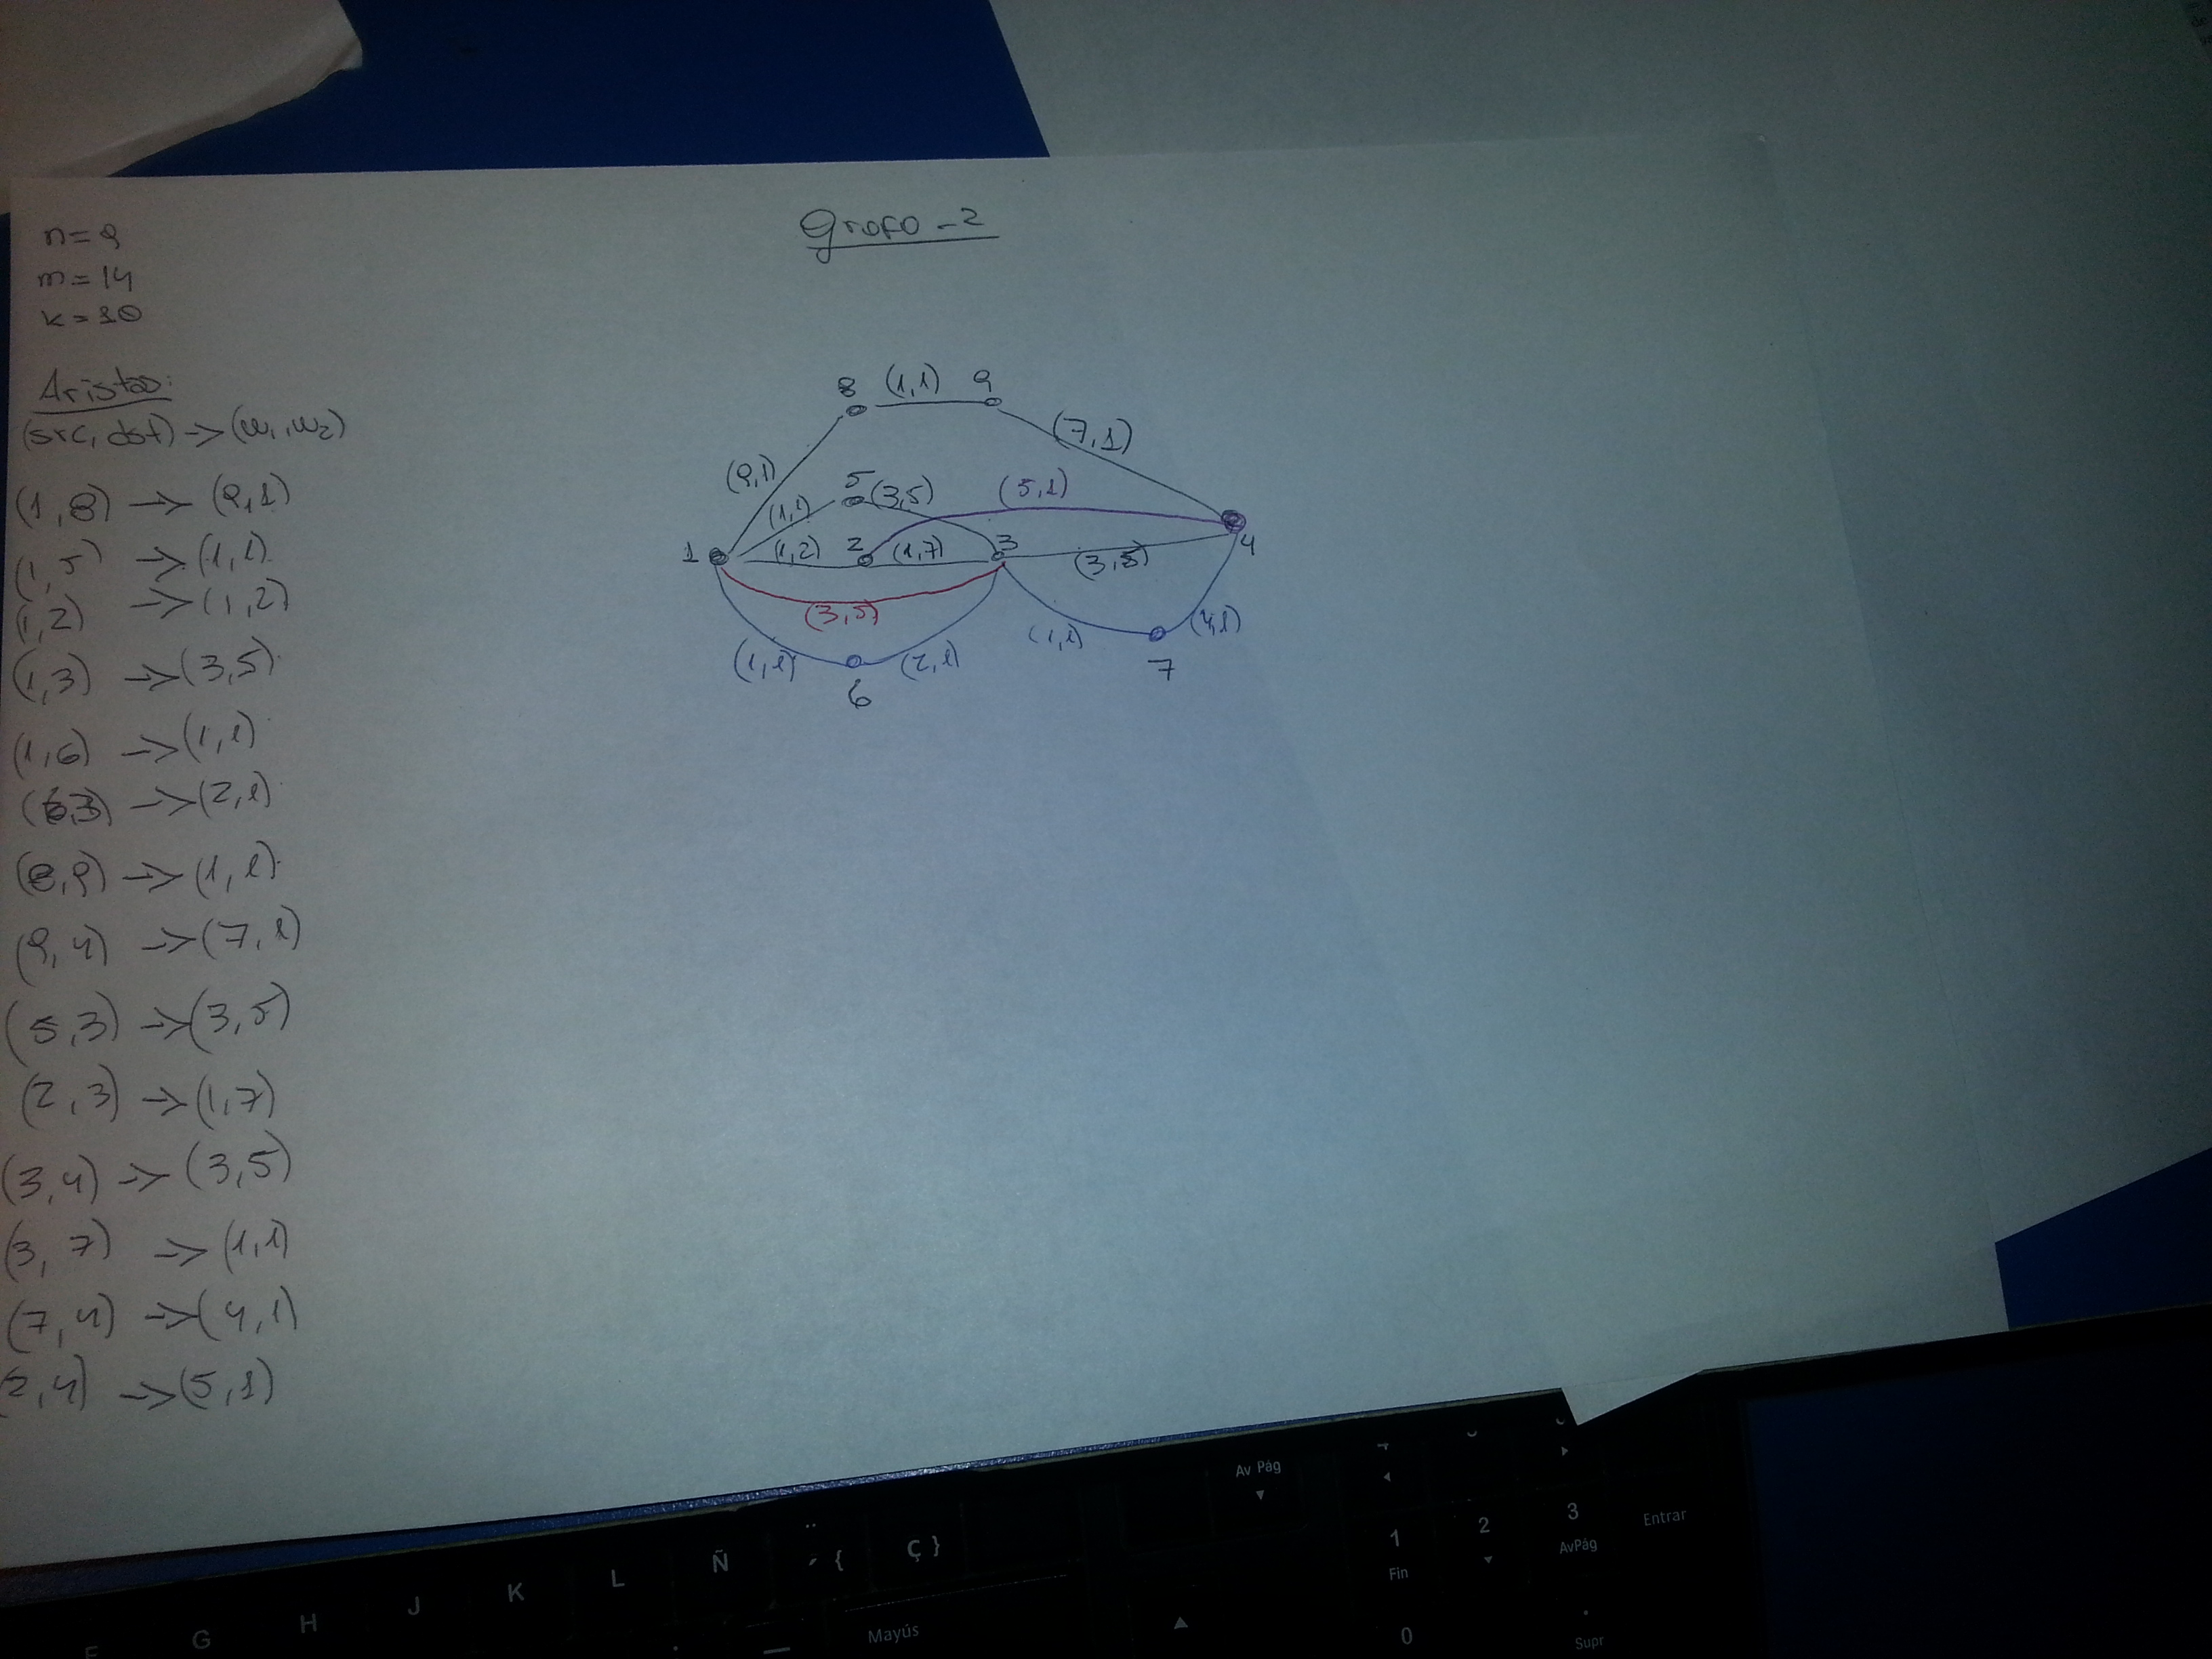 Grafo - 2
n = 9
m = 14
k = 10
Aristas:
(src, dst) -> (w1, w2)
(1, 8) -> (9, 1)
(1, 5) -> (1, 1)
(1, 2) -> (1, 2)
(1, 3) -> (3, 5)
(1, 6) -> (1, 1)
(6, 3) -> (2, 1)
(8, 9) -> (1, 1)
(9, 4) -> (7, 1)
(5, 3) -> (3, 5)
(2, 3) -> (1, 7)
(3, 4) -> (3, 5)
(3, 7) -> (1, 1)
(7, 4) -> (4, 1)
(2, 4) -> (5, 1)
8 (1, 1) 9
(7, 1)
(9, 1)
5 (3, 5) (5, 1)
(1, 1)
1 (1, 2) 2 (1, 7) 3 (3, 5) 4
(3, 5)
(1, 1) (4, 1)
(1, 1) (2, 1) 7
6
Av Pág
1 2 3 Entrar
Fin AvPág
G H J K L Ñ ´ { Ç }
Mayús 0 Supr